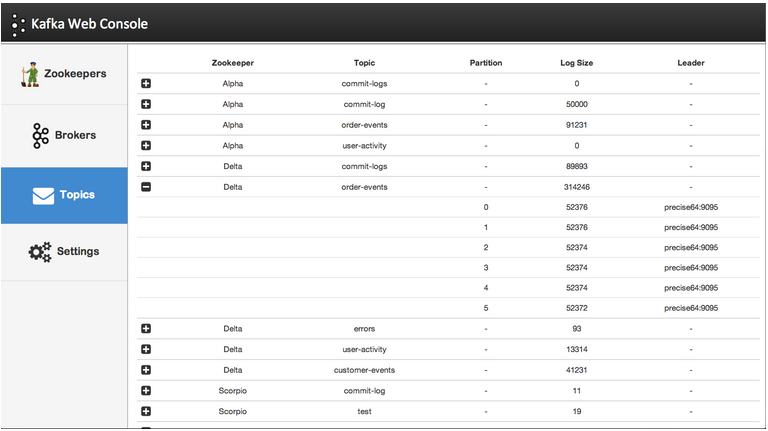 Kafka Web Console
Zookeepers
Brokers
Topics
Settings
Zookeeper Topic Partition Log Size Leader
Alpha commit-logs - 0 -
Alpha commit-log - 50000 -
Alpha order-events - 91231 -
Alpha user-activity - 0 -
Delta commit-logs - 89893 -
Delta order-events - 314246 -
0 52376 precise64:9095
1 52376 precise64:9095
2 52374 precise64:9095
3 52374 precise64:9095
4 52374 precise64:9095
5 52372 precise64:9095
Delta errors - 93 -
Delta user-activity - 13314 -
Delta customer-events - 41231 -
Scorpio commit-log - 11 -
Scorpio test - 19 -